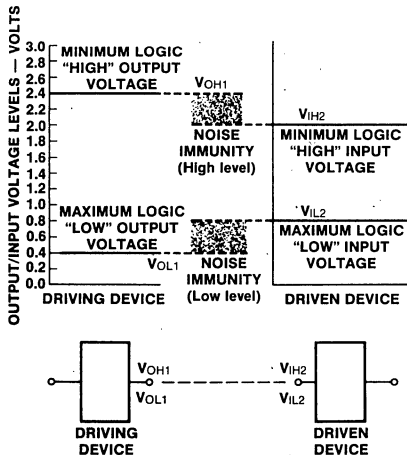 OUTPUT/INPUT VOLTAGE LEVELS — VOLTS
3.0
2.8
2.6
2.4
2.2
2.0
1.8
1.6
1.4
1.2
1.0
0.8
0.6
0.4
0.2
0.0
MINIMUM LOGIC
“HIGH” OUTPUT
VOLTAGE
VOH1
NOISE
IMMUNITY
(High level)
VIH2
MINIMUM LOGIC
“HIGH” INPUT
VOLTAGE
MAXIMUM LOGIC
“LOW” OUTPUT
VOLTAGE
VOL1
NOISE
IMMUNITY
(Low level)
VIL2
MAXIMUM LOGIC
“LOW” INPUT
VOLTAGE
DRIVING DEVICE
DRIVEN DEVICE
VOH1
VOL1
VIH2
VIL2
DRIVING
DEVICE
DRIVEN
DEVICE